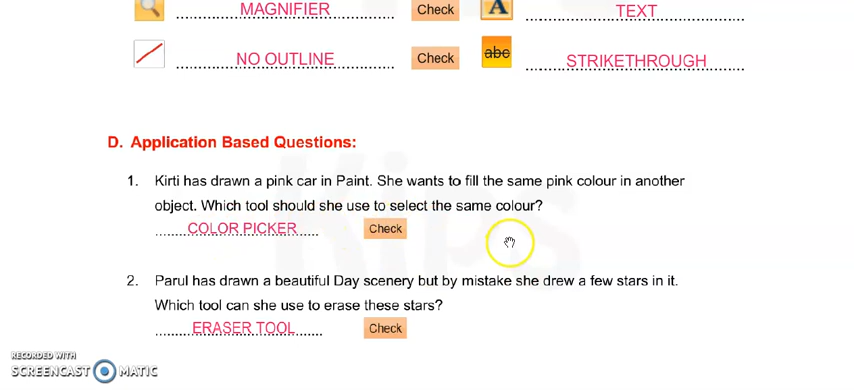 MAGNIFIER Check A TEXT
NO OUTLINE Check abc STRIKETHROUGH
D. Application Based Questions:
1. Kirti has drawn a pink car in Paint. She wants to fill the same pink colour in another
object. Which tool should she use to select the same colour?
COLOR PICKER Check
2. Parul has drawn a beautiful Day scenery but by mistake she drew a few stars in it.
Which tool can she use to erase these stars?
ERASER TOOL Check
Kips
RECORDED WITH
SCREENCAST MATIC